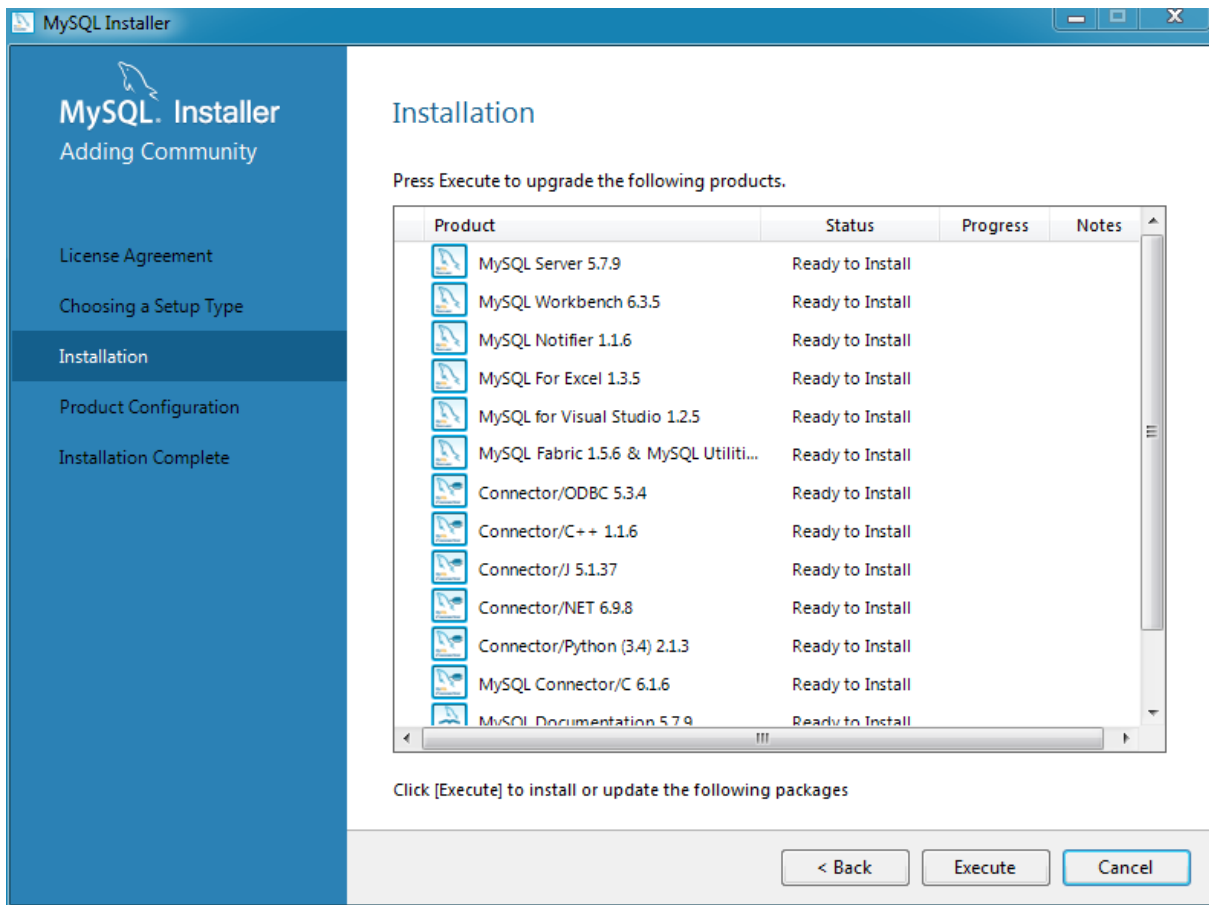 MySQL Installer
MySQL. Installer
Adding Community
License Agreement
Choosing a Setup Type
Installation
Product Configuration
Installation Complete
Installation
Press Execute to upgrade the following products.
Product Status Progress Notes
MySQL Server 5.7.9 Ready to Install
MySQL Workbench 6.3.5 Ready to Install
MySQL Notifier 1.1.6 Ready to Install
MySQL For Excel 1.3.5 Ready to Install
MySQL for Visual Studio 1.2.5 Ready to Install
MySQL Fabric 1.5.6 & MySQL Utiliti... Ready to Install
Connector/ODBC 5.3.4 Ready to Install
Connector/C++ 1.1.6 Ready to Install
Connector/J 5.1.37 Ready to Install
Connector/NET 6.9.8 Ready to Install
Connector/Python (3.4) 2.1.3 Ready to Install
MySQL Connector/C 6.1.6 Ready to Install
MySQL Documentation 5.7.9 Ready to Install
Click [Execute] to install or update the following packages
< Back Execute Cancel